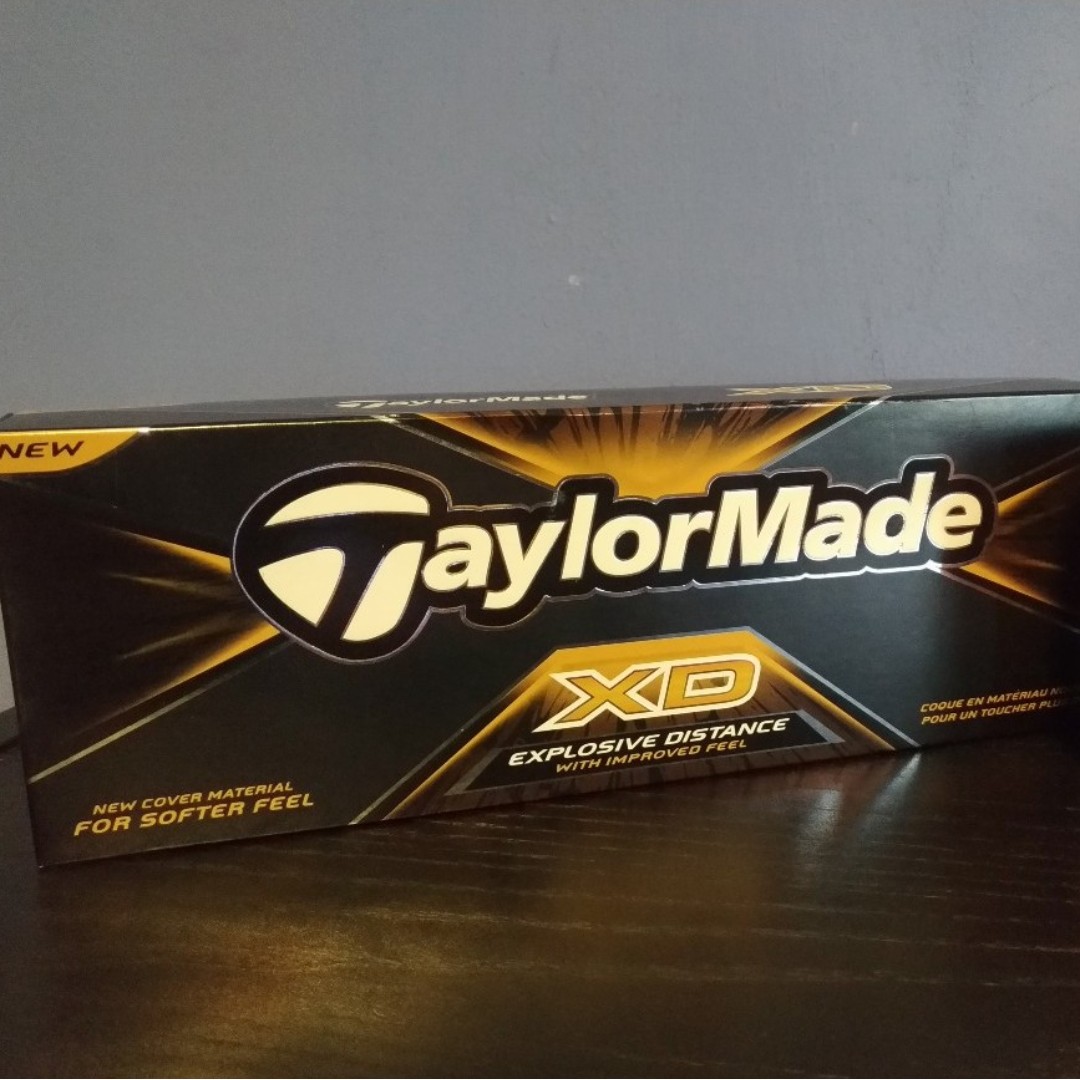 TaylorMade
NEW
TaylorMade
XD
EXPLOSIVE DISTANCE
WITH IMPROVED FEEL
NEW COVER MATERIAL
FOR SOFTER FEEL
COQUE EN MATÉRIAU
POUR UN TOUCHER